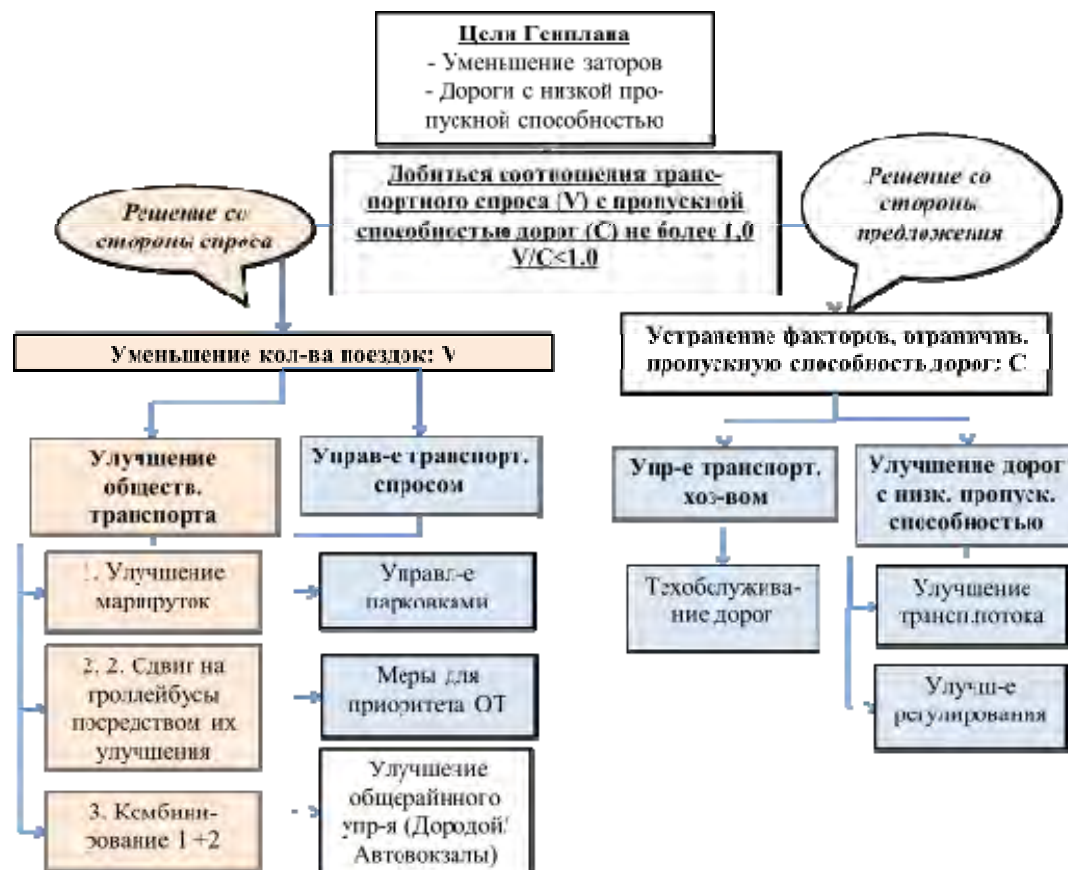 Цели Генплана
- Уменьшение заторов
- Дороги с низкой про-
пускной способностью
Добиться соотношения транс-
портного спроса (V) с пропускной
способностью дорог (C) не более 1,0
V/C<1.0
Решение со
стороны спроса
Решение со
стороны
предложения
Уменьшение кол-ва поездок: V
Устранение факторов, ограничив.
пропускную способность дорог: С
Улучшение
обществ.
транспорта
Управ-е транспорт.
спросом
Упр-е транспорт.
хоз-вом
Улучшение дорог
с низк. пропуск.
способностью
1. Улучшение
маршруток
Управл-е
парковками
Техобслужива-
ние дорог
Улучшение
трансп.потока
2. 2. Сдвиг на
троллейбусы
посредством их
улучшения
Меры для
приоритета ОТ
Улучш-е
регулирования
3. Комбини-
рование 1+2
Улучшение
общерайнного
упр-я (Дородой/
Автовокзалы)